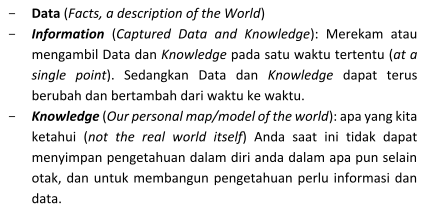 – Data (Facts, a description of the World)
– Information (Captured Data and Knowledge): Merekam atau
mengambil Data dan Knowledge pada satu waktu tertentu (at a
single point). Sedangkan Data dan Knowledge dapat terus
berubah dan bertambah dari waktu ke waktu.
– Knowledge (Our personal map/model of the world): apa yang kita
ketahui (not the real world itself) Anda saat ini tidak dapat
menyimpan pengetahuan dalam diri anda dalam apa pun selain
otak, dan untuk membangun pengetahuan perlu informasi dan
data.